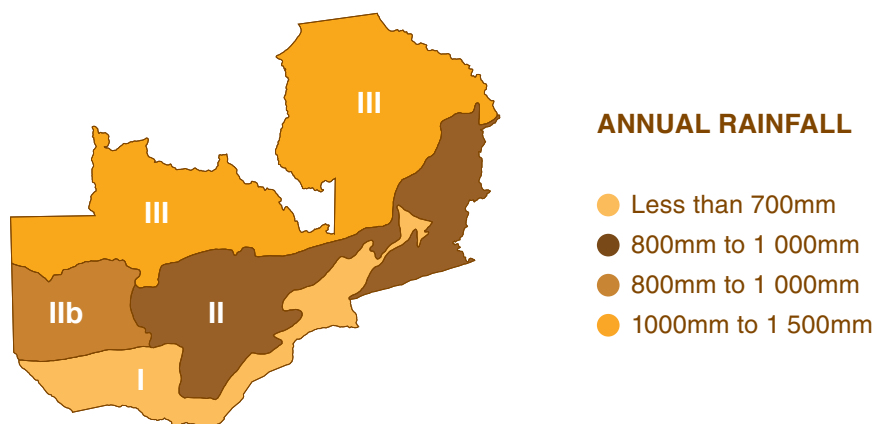 III
III
IIb
II
I
ANNUAL RAINFALL
Less than 700mm
800mm to 1 000mm
800mm to 1 000mm
1000mm to 1 500mm